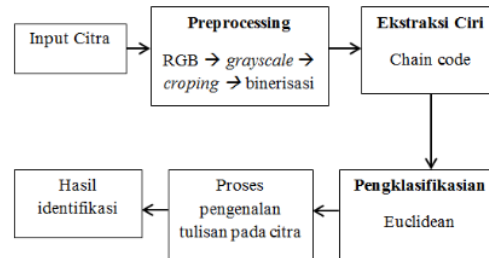 Input Citra
Preprocessing
RGB → grayscale →
croping → binerisasi
Ekstraksi Ciri
Chain code
Pengklasifikasian
Euclidean
Proses
pengenalan
tulisan pada citra
Hasil
identifikasi